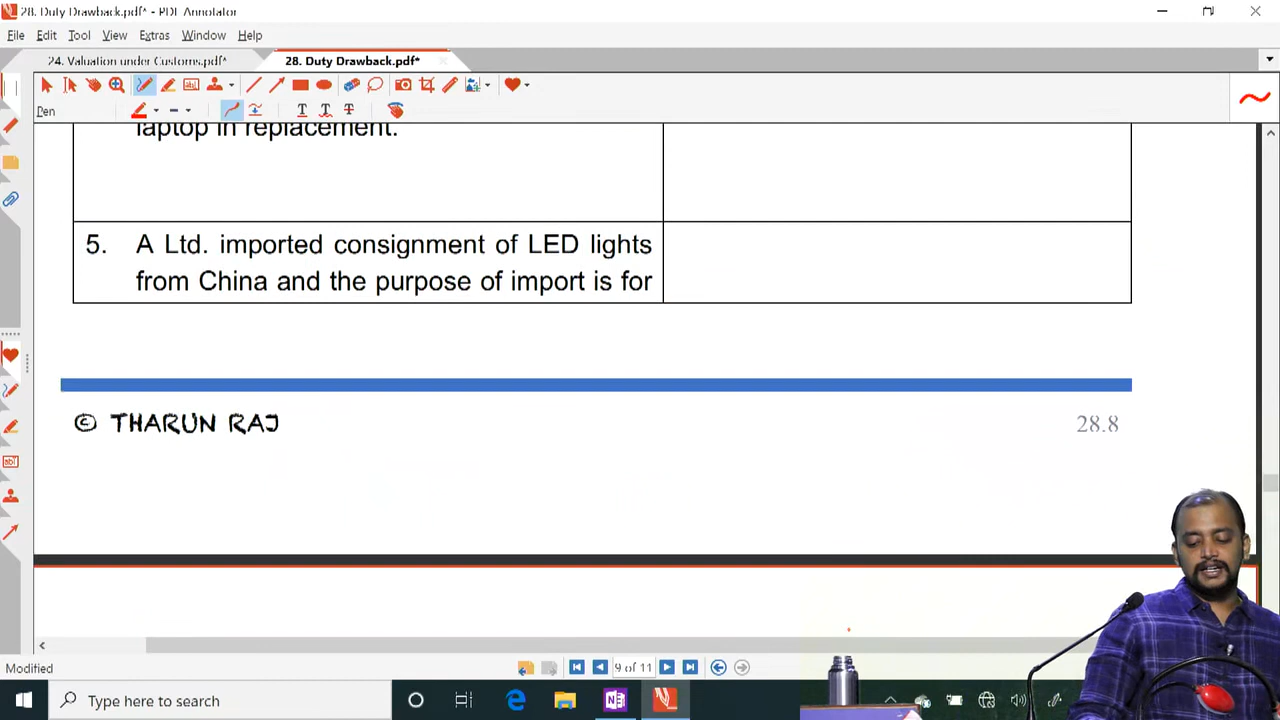 28. Duty Drawback.pdf* - PDF Annotator
File Edit Tool View Extras Window Help
24. Valuation under Customs.pdf* 28. Duty Drawback.pdf*
Pen
laptop in replacement.
5. A Ltd. imported consignment of LED lights
from China and the purpose of import is for
© THARUN RAJ
28.8
Modified
9 of 11
Type here to search